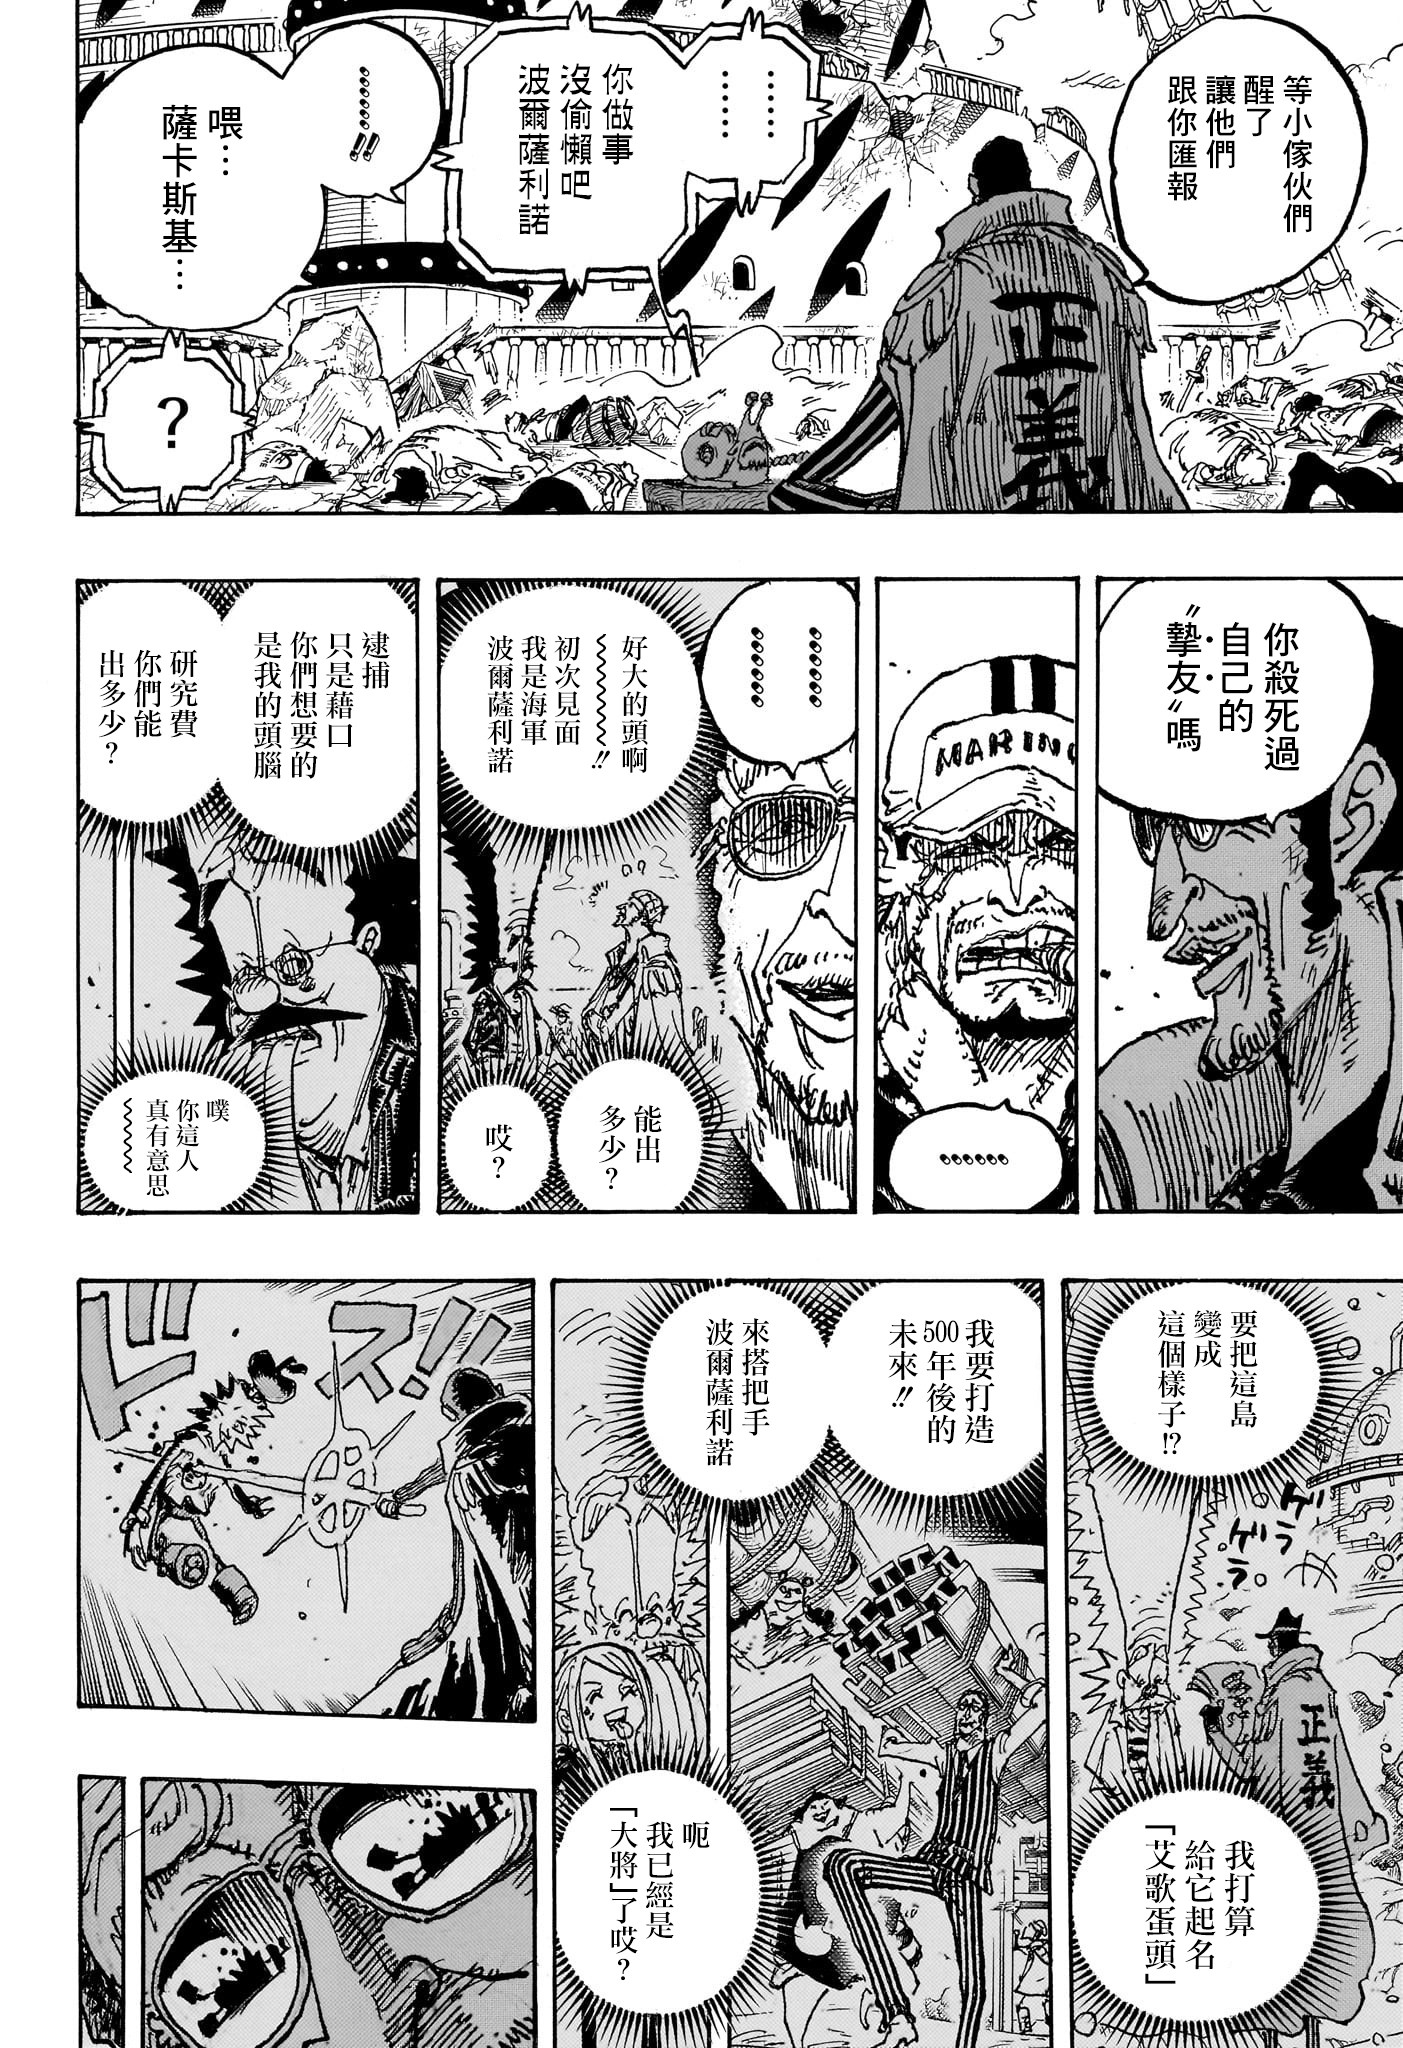 等小傢伙們
醒了
讓他們
跟你匯報
正義
⋯⋯
⋯⋯
你做事
沒偷懶吧
波爾薩利諾
⋯⋯!!
喂⋯
薩卡斯基⋯
?
你殺死過
自己的
〝摯友〞嗎
MARINE
⋯⋯
⋯⋯
⋯⋯
好大的頭啊
~~!!
初次見面
我是海軍
波爾薩利諾
能出
多少?
哎?
逮捕
只是藉口
你們想要的
是我的頭腦
研究費
你們能
出多少?
噗
你這人
真有意思
~~
要把這島
變成
這個樣子!?
ゲラ
ゲラ
正義
我打算
給它起名
「艾歌蛋頭」
我要打造
500年後的
未來!!
來搭把手
波爾薩利諾
呃
我已經是
「大將」了哎?
ドス!!